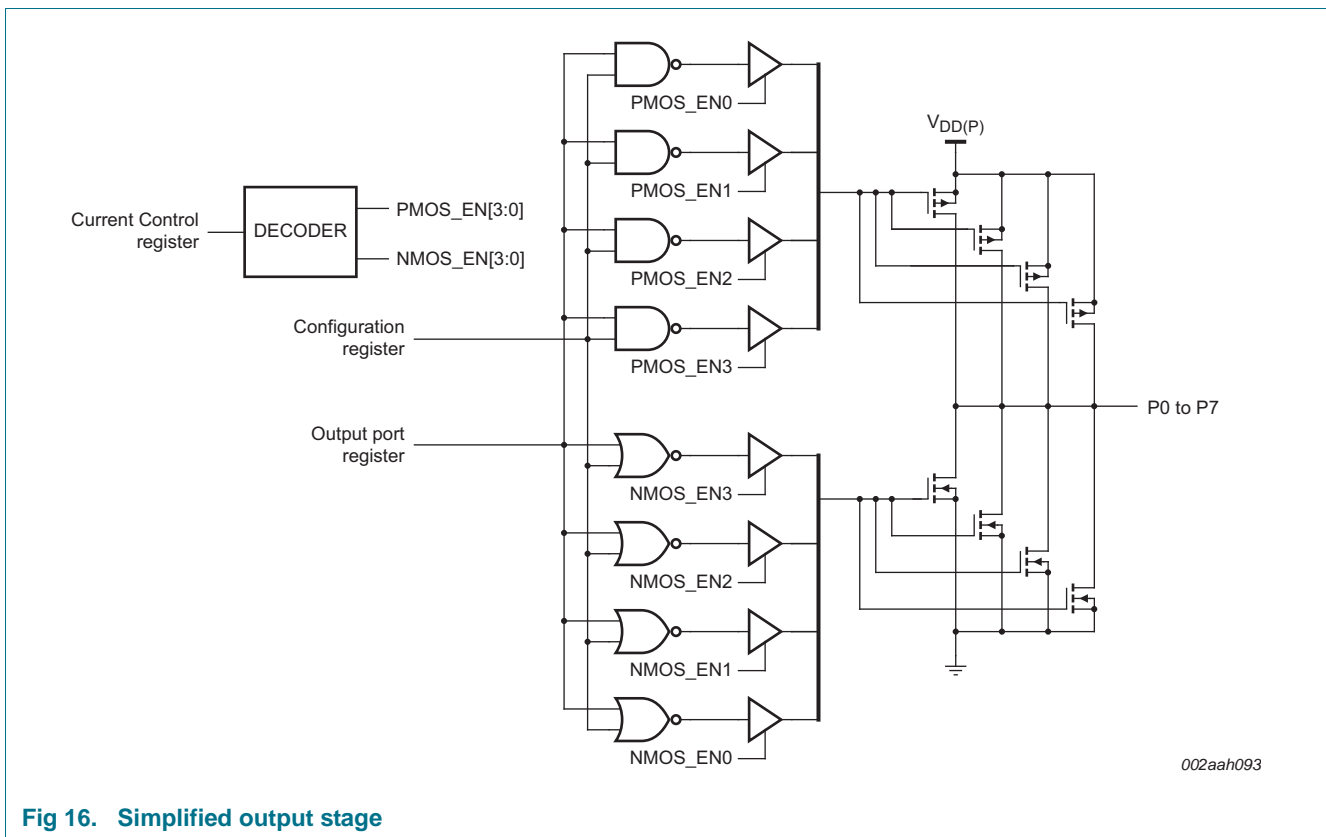 PMOS_EN0
VDD(P)
PMOS_EN1
Current Control
register
DECODER
PMOS_EN[3:0]
NMOS_EN[3:0]
PMOS_EN2
Configuration
register
PMOS_EN3
P0 to P7
Output port
register
NMOS_EN3
NMOS_EN2
NMOS_EN1
NMOS_EN0
002aah093
Fig 16. Simplified output stage